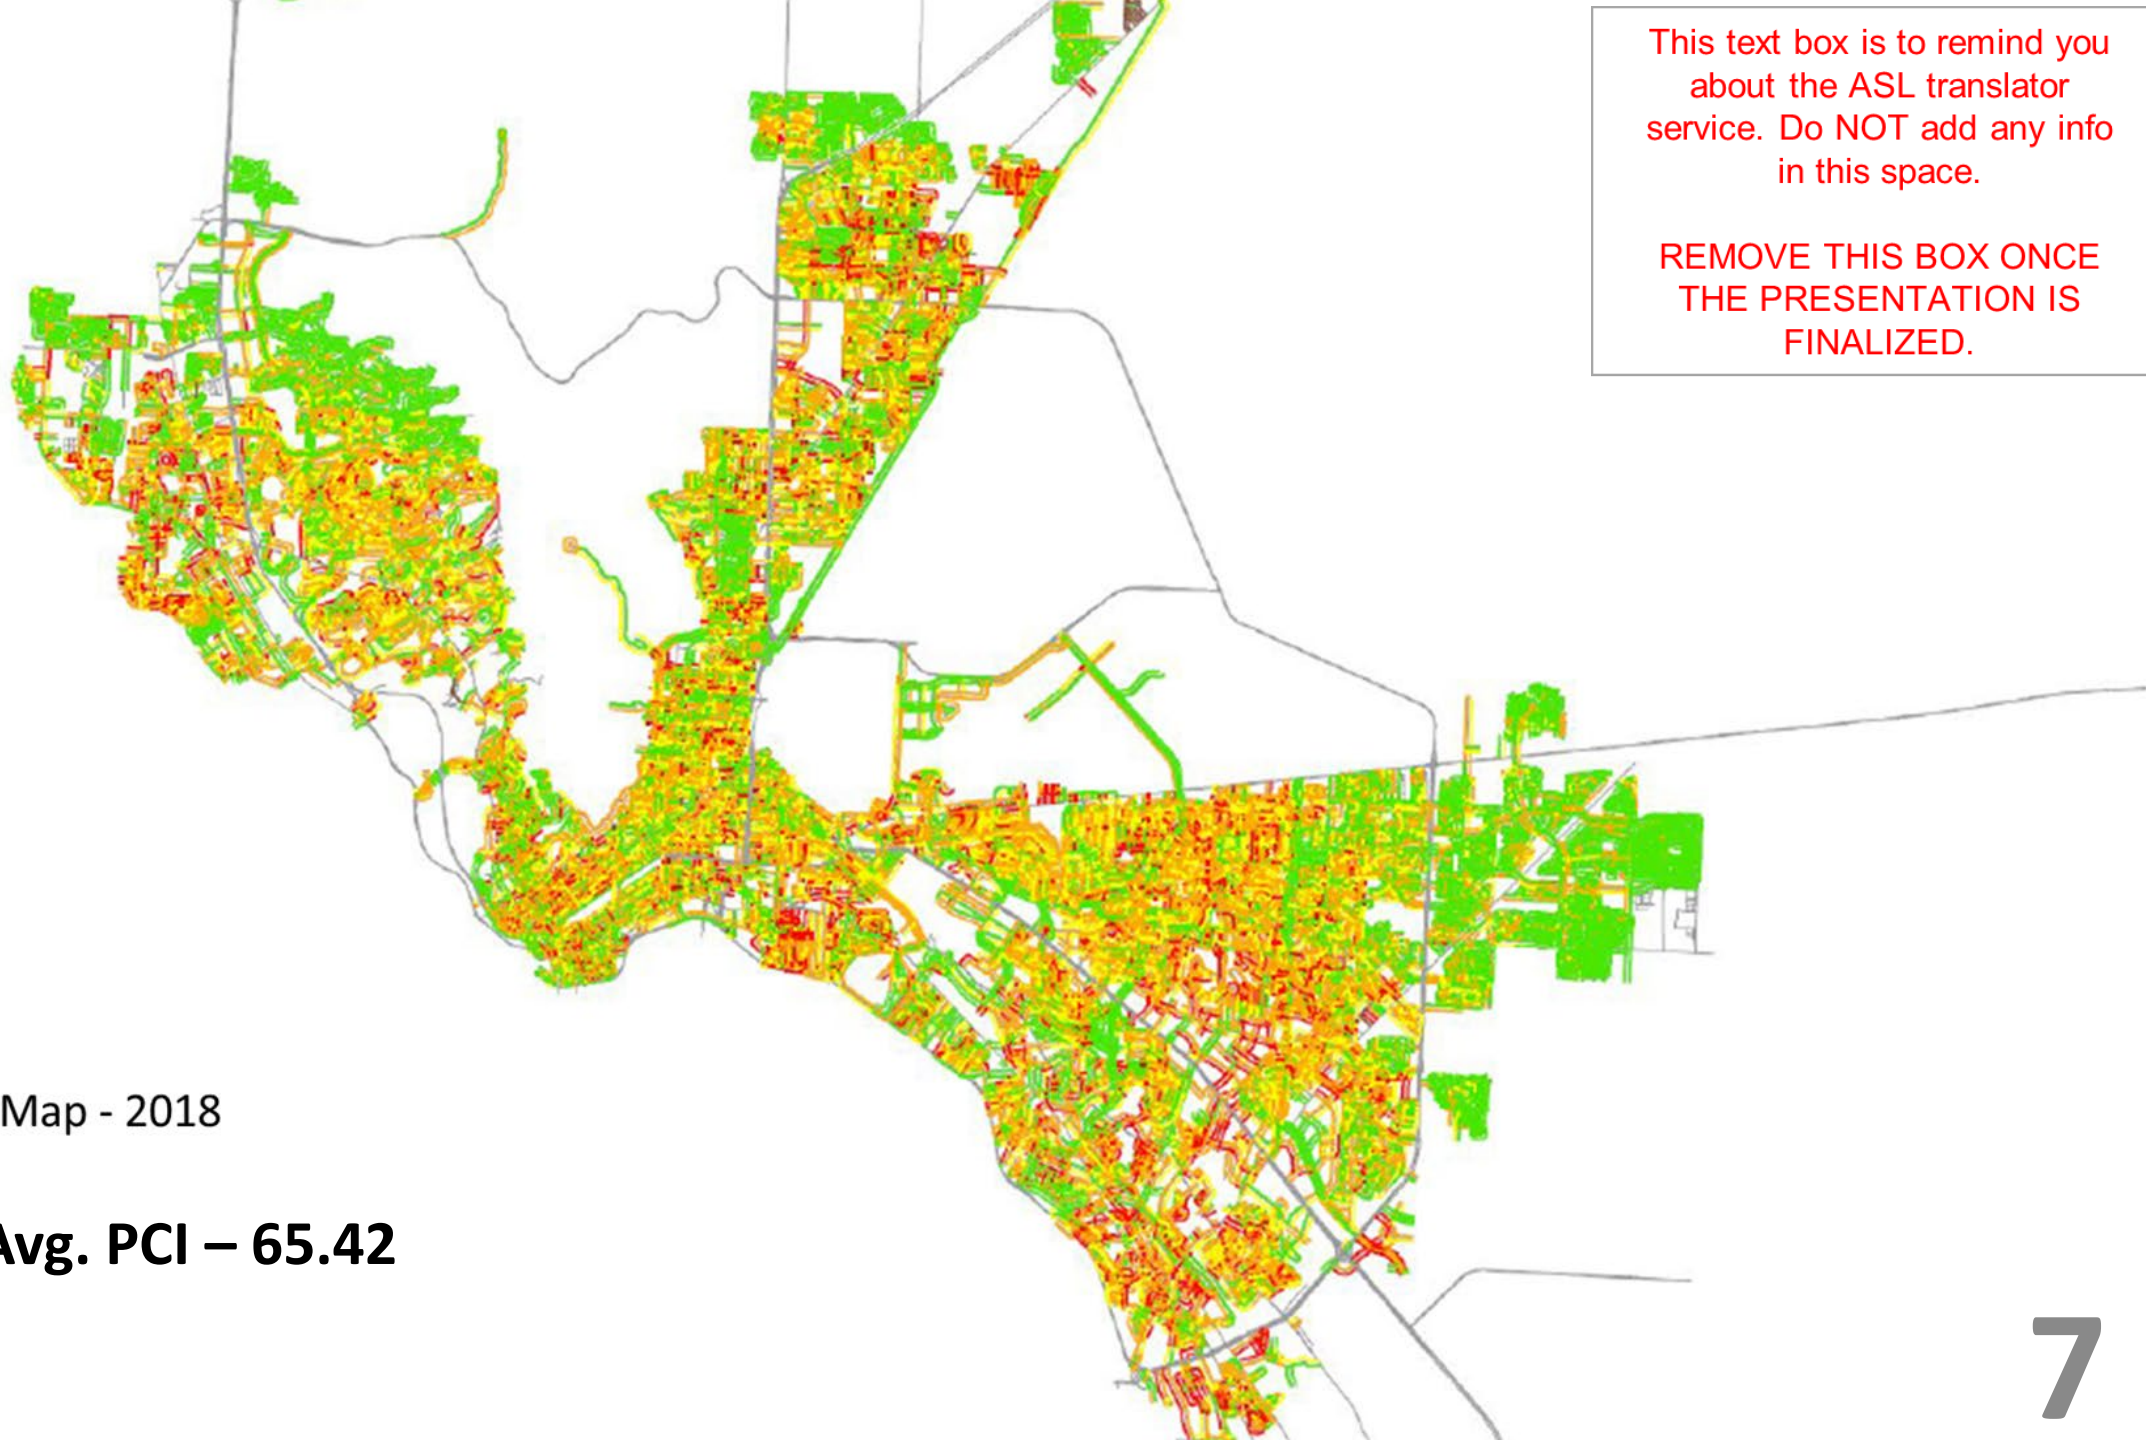 This text box is to remind you
about the ASL translator
service. Do NOT add any info
in this space.
REMOVE THIS BOX ONCE
THE PRESENTATION IS
FINALIZED.
Map - 2018
Avg. PCI – 65.42
7